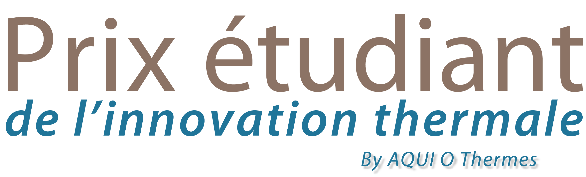 Prix étudiant
de l'innovation thermale
By AQUI O Thermes